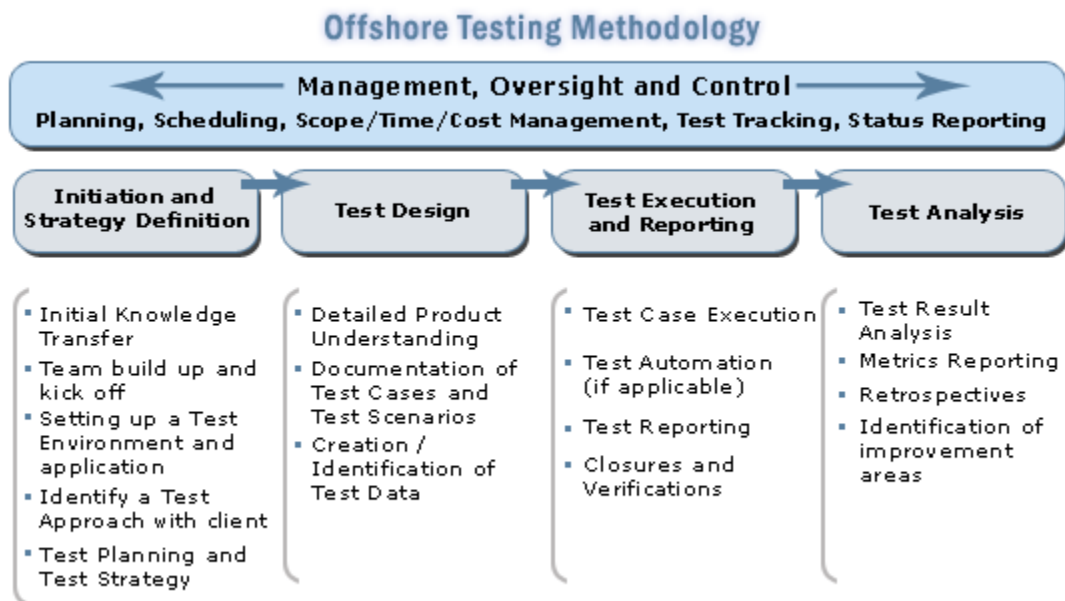 Offshore Testing Methodology
Management, Oversight and Control
Planning, Scheduling, Scope/Time/Cost Management, Test Tracking, Status Reporting
Initiation and
Strategy Definition
Test Design
Test Execution
and Reporting
Test Analysis
▪ Initial Knowledge
Transfer
▪ Team build up and
kick off
▪ Setting up a Test
Environment and
application
▪ Identify a Test
Approach with client
▪ Test Planning and
Test Strategy
▪ Detailed Product
Understanding
▪ Documentation of
Test Cases and
Test Scenarios
▪ Creation /
Identification of
Test Data
▪ Test Case Execution
▪ Test Automation
(if applicable)
▪ Test Reporting
▪ Closures and
Verifications
▪ Test Result
Analysis
▪ Metrics Reporting
▪ Retrospectives
▪ Identification of
improvement
areas